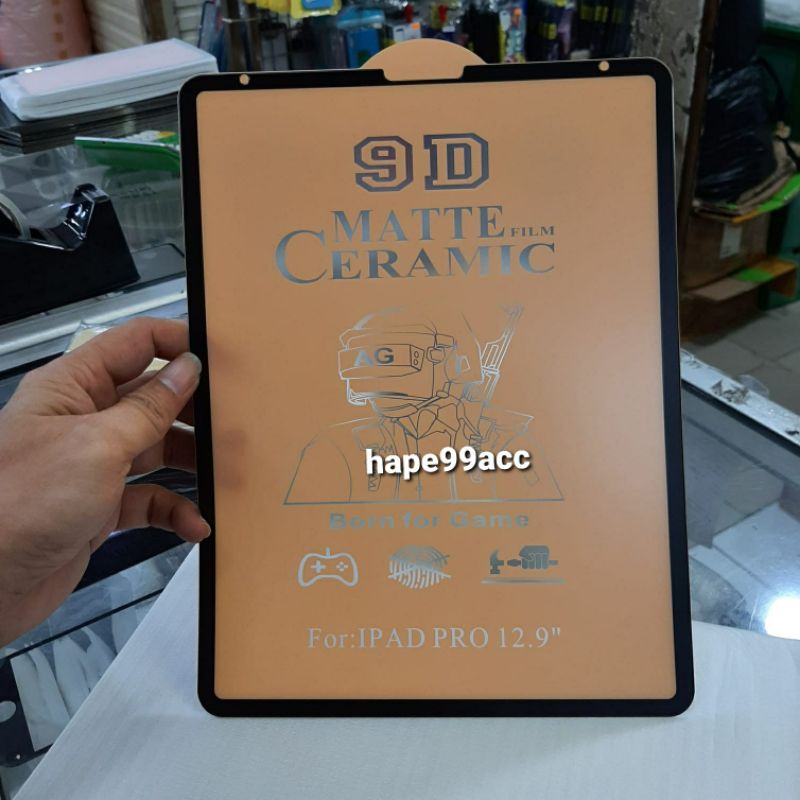 9D
MATTE FILM
CERAMIC
AG
hape99acc
Born for Game
For:IPAD PRO 12.9"